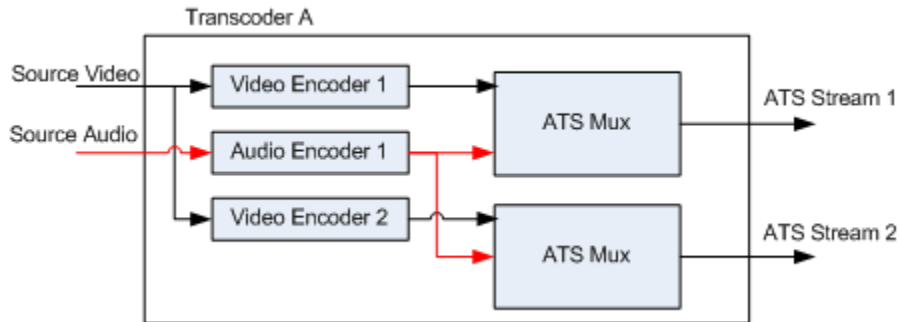 Transcoder A
Source Video
Video Encoder 1
ATS Mux
ATS Stream 1
Source Audio
Audio Encoder 1
Video Encoder 2
ATS Mux
ATS Stream 2